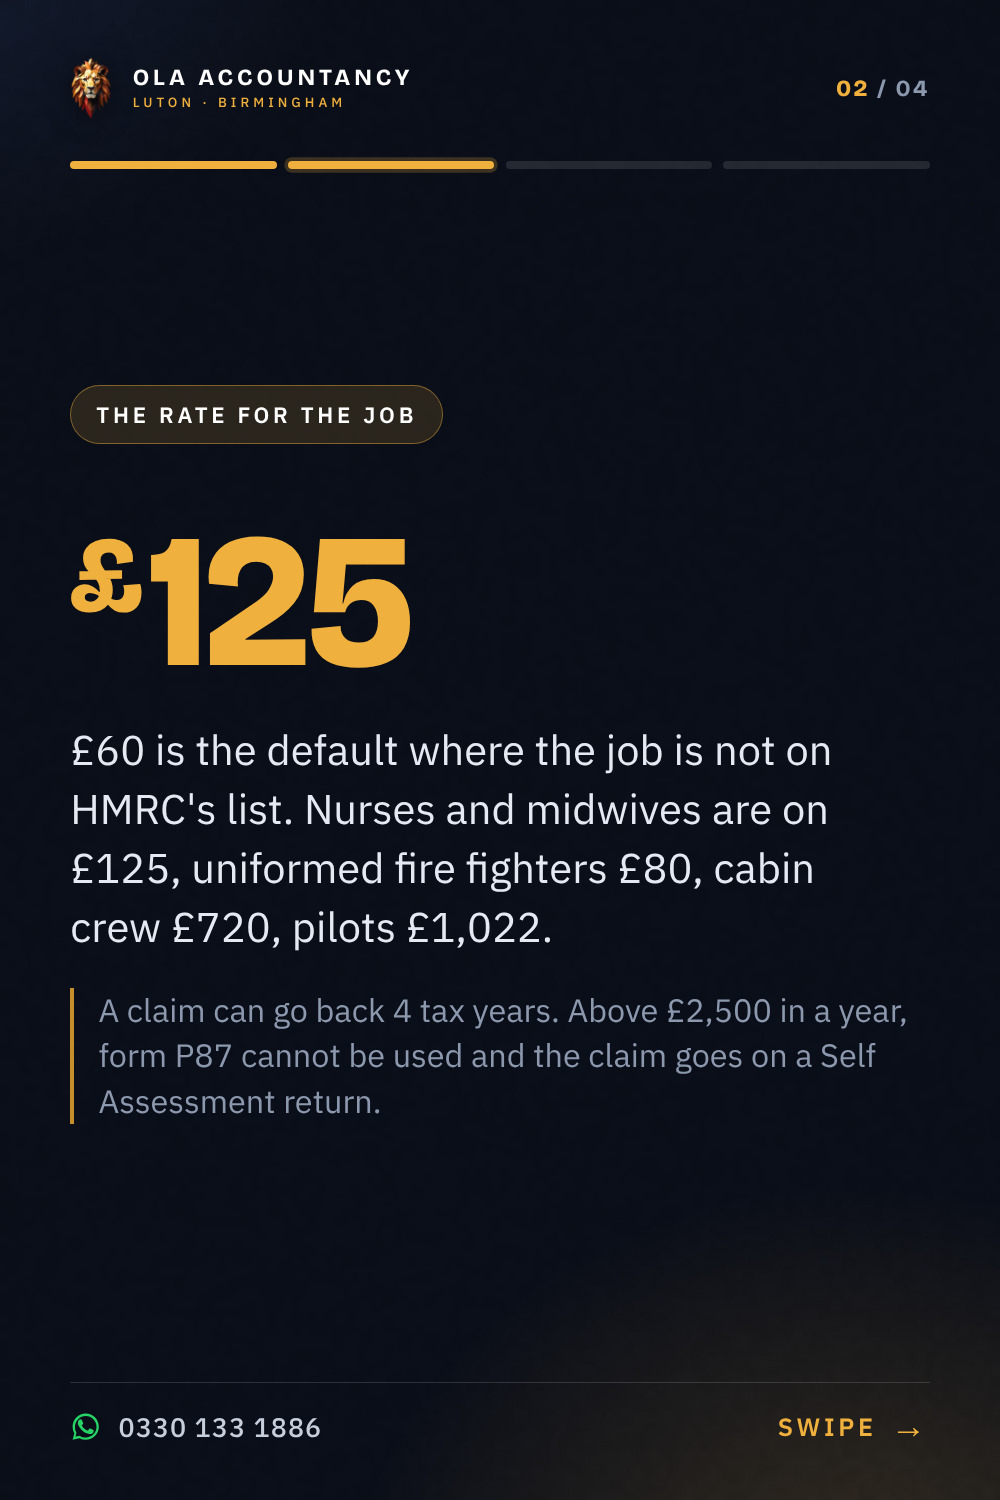 OLA ACCOUNTANCY
LUTON · BIRMINGHAM
02 / 04
THE RATE FOR THE JOB
£125
£60 is the default where the job is not on
HMRC's list. Nurses and midwives are on
£125, uniformed fire fighters £80, cabin
crew £720, pilots £1,022.
A claim can go back 4 tax years. Above £2,500 in a year,
form P87 cannot be used and the claim goes on a Self
Assessment return.
0330 133 1886
SWIPE →